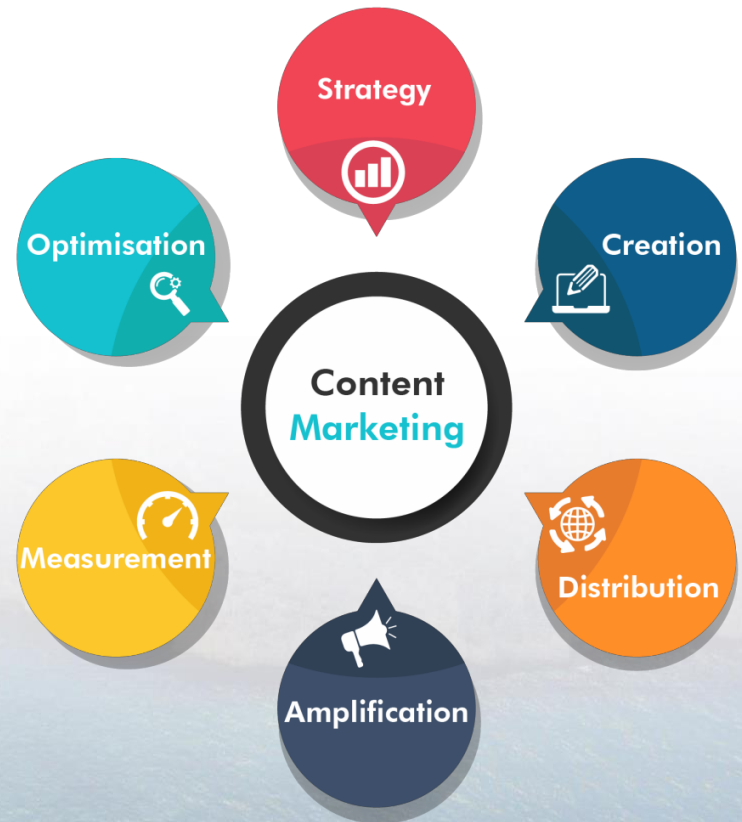 Strategy
Creation
Distribution
Amplification
Measurement
Optimisation
Content
Marketing